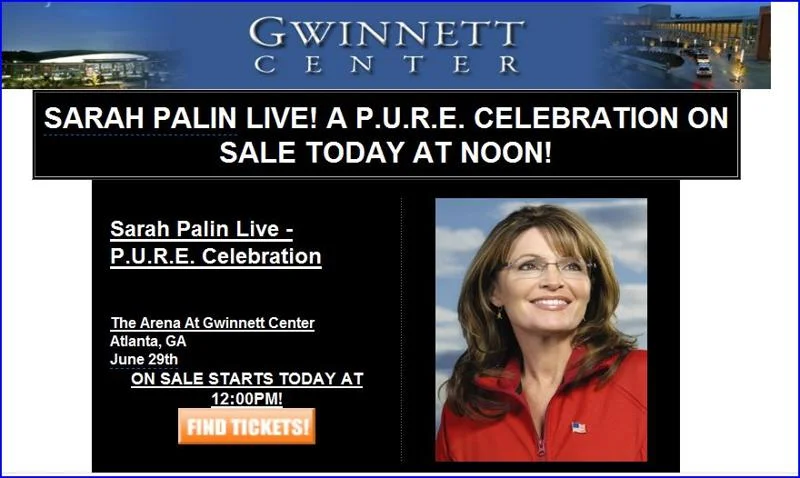 GWINNETT
CENTER
SARAH PALIN LIVE! A P.U.R.E. CELEBRATION ON
SALE TODAY AT NOON!
Sarah Palin Live -
P.U.R.E. Celebration
The Arena At Gwinnett Center
Atlanta, GA
June 29th
ON SALE STARTS TODAY AT
12:00PM!
FIND TICKETS!